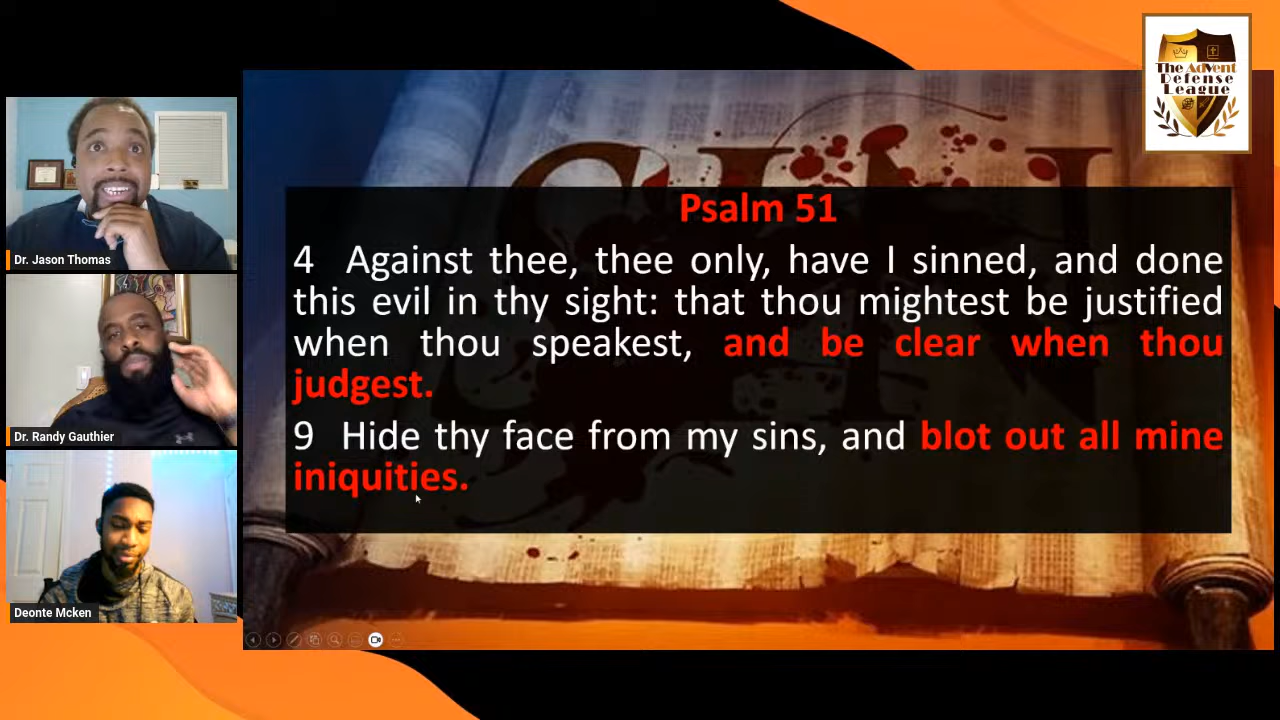 The Advent
Defense
League
Dr. Jason Thomas
Dr. Randy Gauthier
Deonte Mcken
SIN
Psalm 51
4 Against thee, thee only, have I sinned, and done
this evil in thy sight: that thou mightest be justified
when thou speakest, and be clear when thou
judgest.
9 Hide thy face from my sins, and blot out all mine
iniquities.